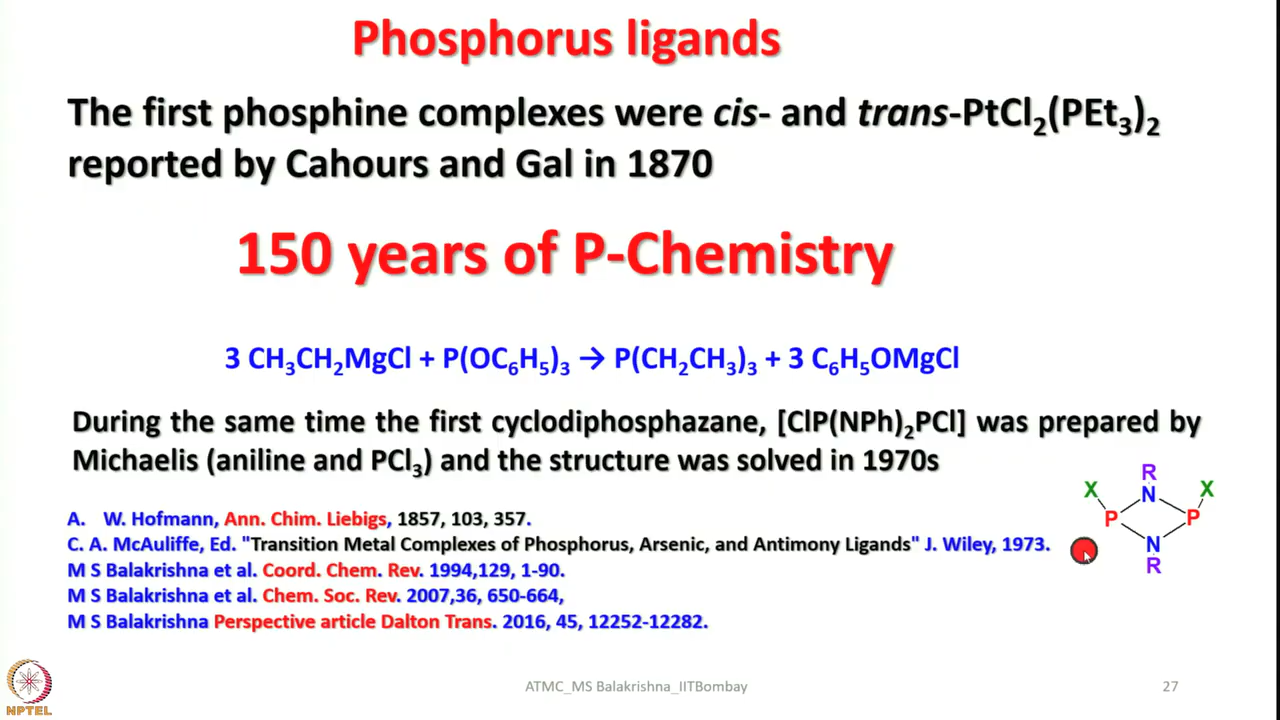 Phosphorus ligands
The first phosphine complexes were cis- and trans-PtCl₂(PEt₃)₂
reported by Cahours and Gal in 1870
150 years of P-Chemistry
3 CH₃CH₂MgCl + P(OC₆H₅)₃ → P(CH₂CH₃)₃ + 3 C₆H₅OMgCl
During the same time the first cyclodiphosphazane, [ClP(NPh)₂PCl] was prepared by
Michaelis (aniline and PCl₃) and the structure was solved in 1970s
R
X N X
P P
N
R
A. W. Hofmann, Ann. Chim. Liebigs, 1857, 103, 357.
C. A. McAuliffe, Ed. "Transition Metal Complexes of Phosphorus, Arsenic, and Antimony Ligands" J. Wiley, 1973.
M S Balakrishna et al. Coord. Chem. Rev. 1994,129, 1-90.
M S Balakrishna et al. Chem. Soc. Rev. 2007,36, 650-664,
M S Balakrishna Perspective article Dalton Trans. 2016, 45, 12252-12282.
NPTEL
ATMC_MS Balakrishna_IITBombay
27